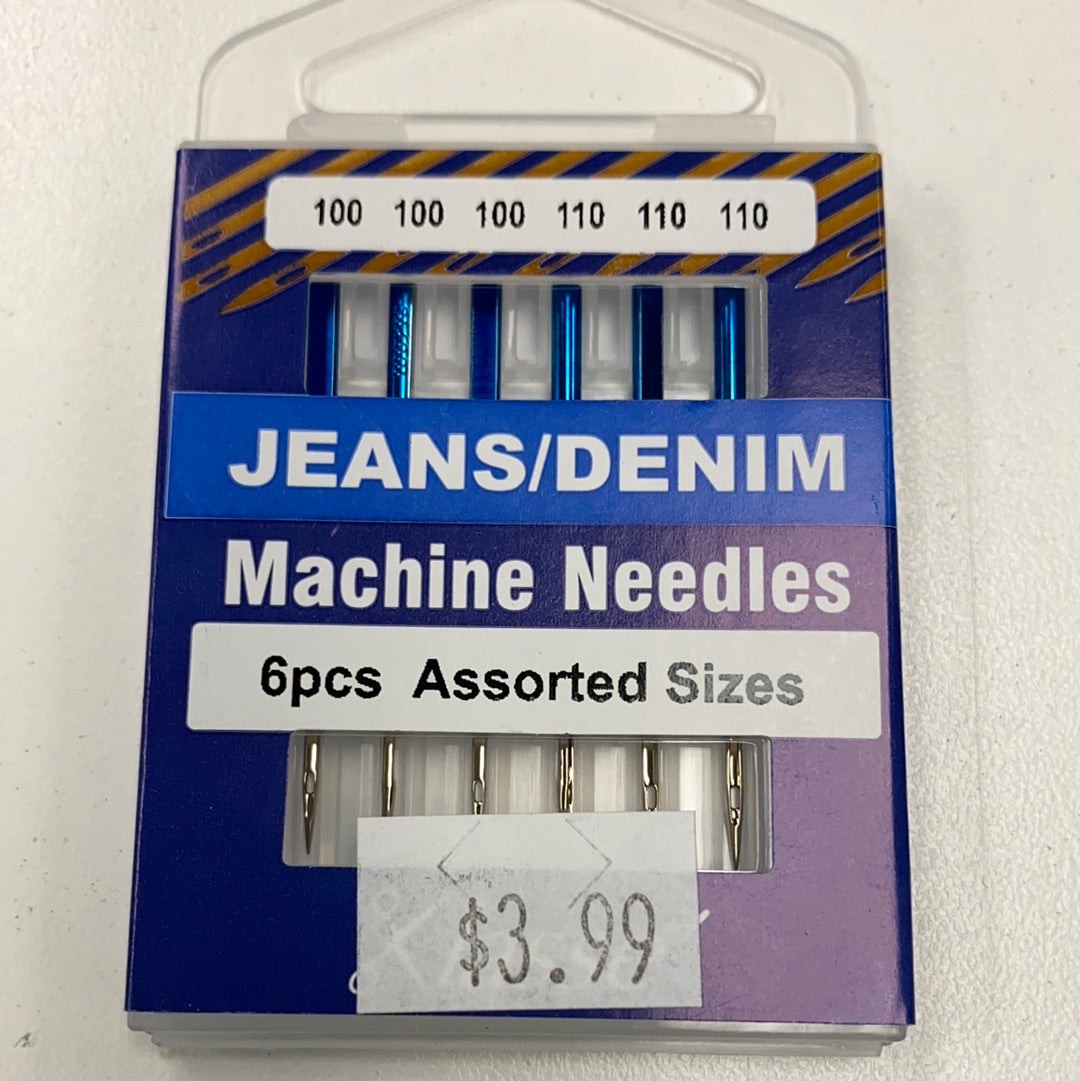 100 100 100 110 110 110
JEANS/DENIM
Machine Needles
6pcs Assorted Sizes
$3.99